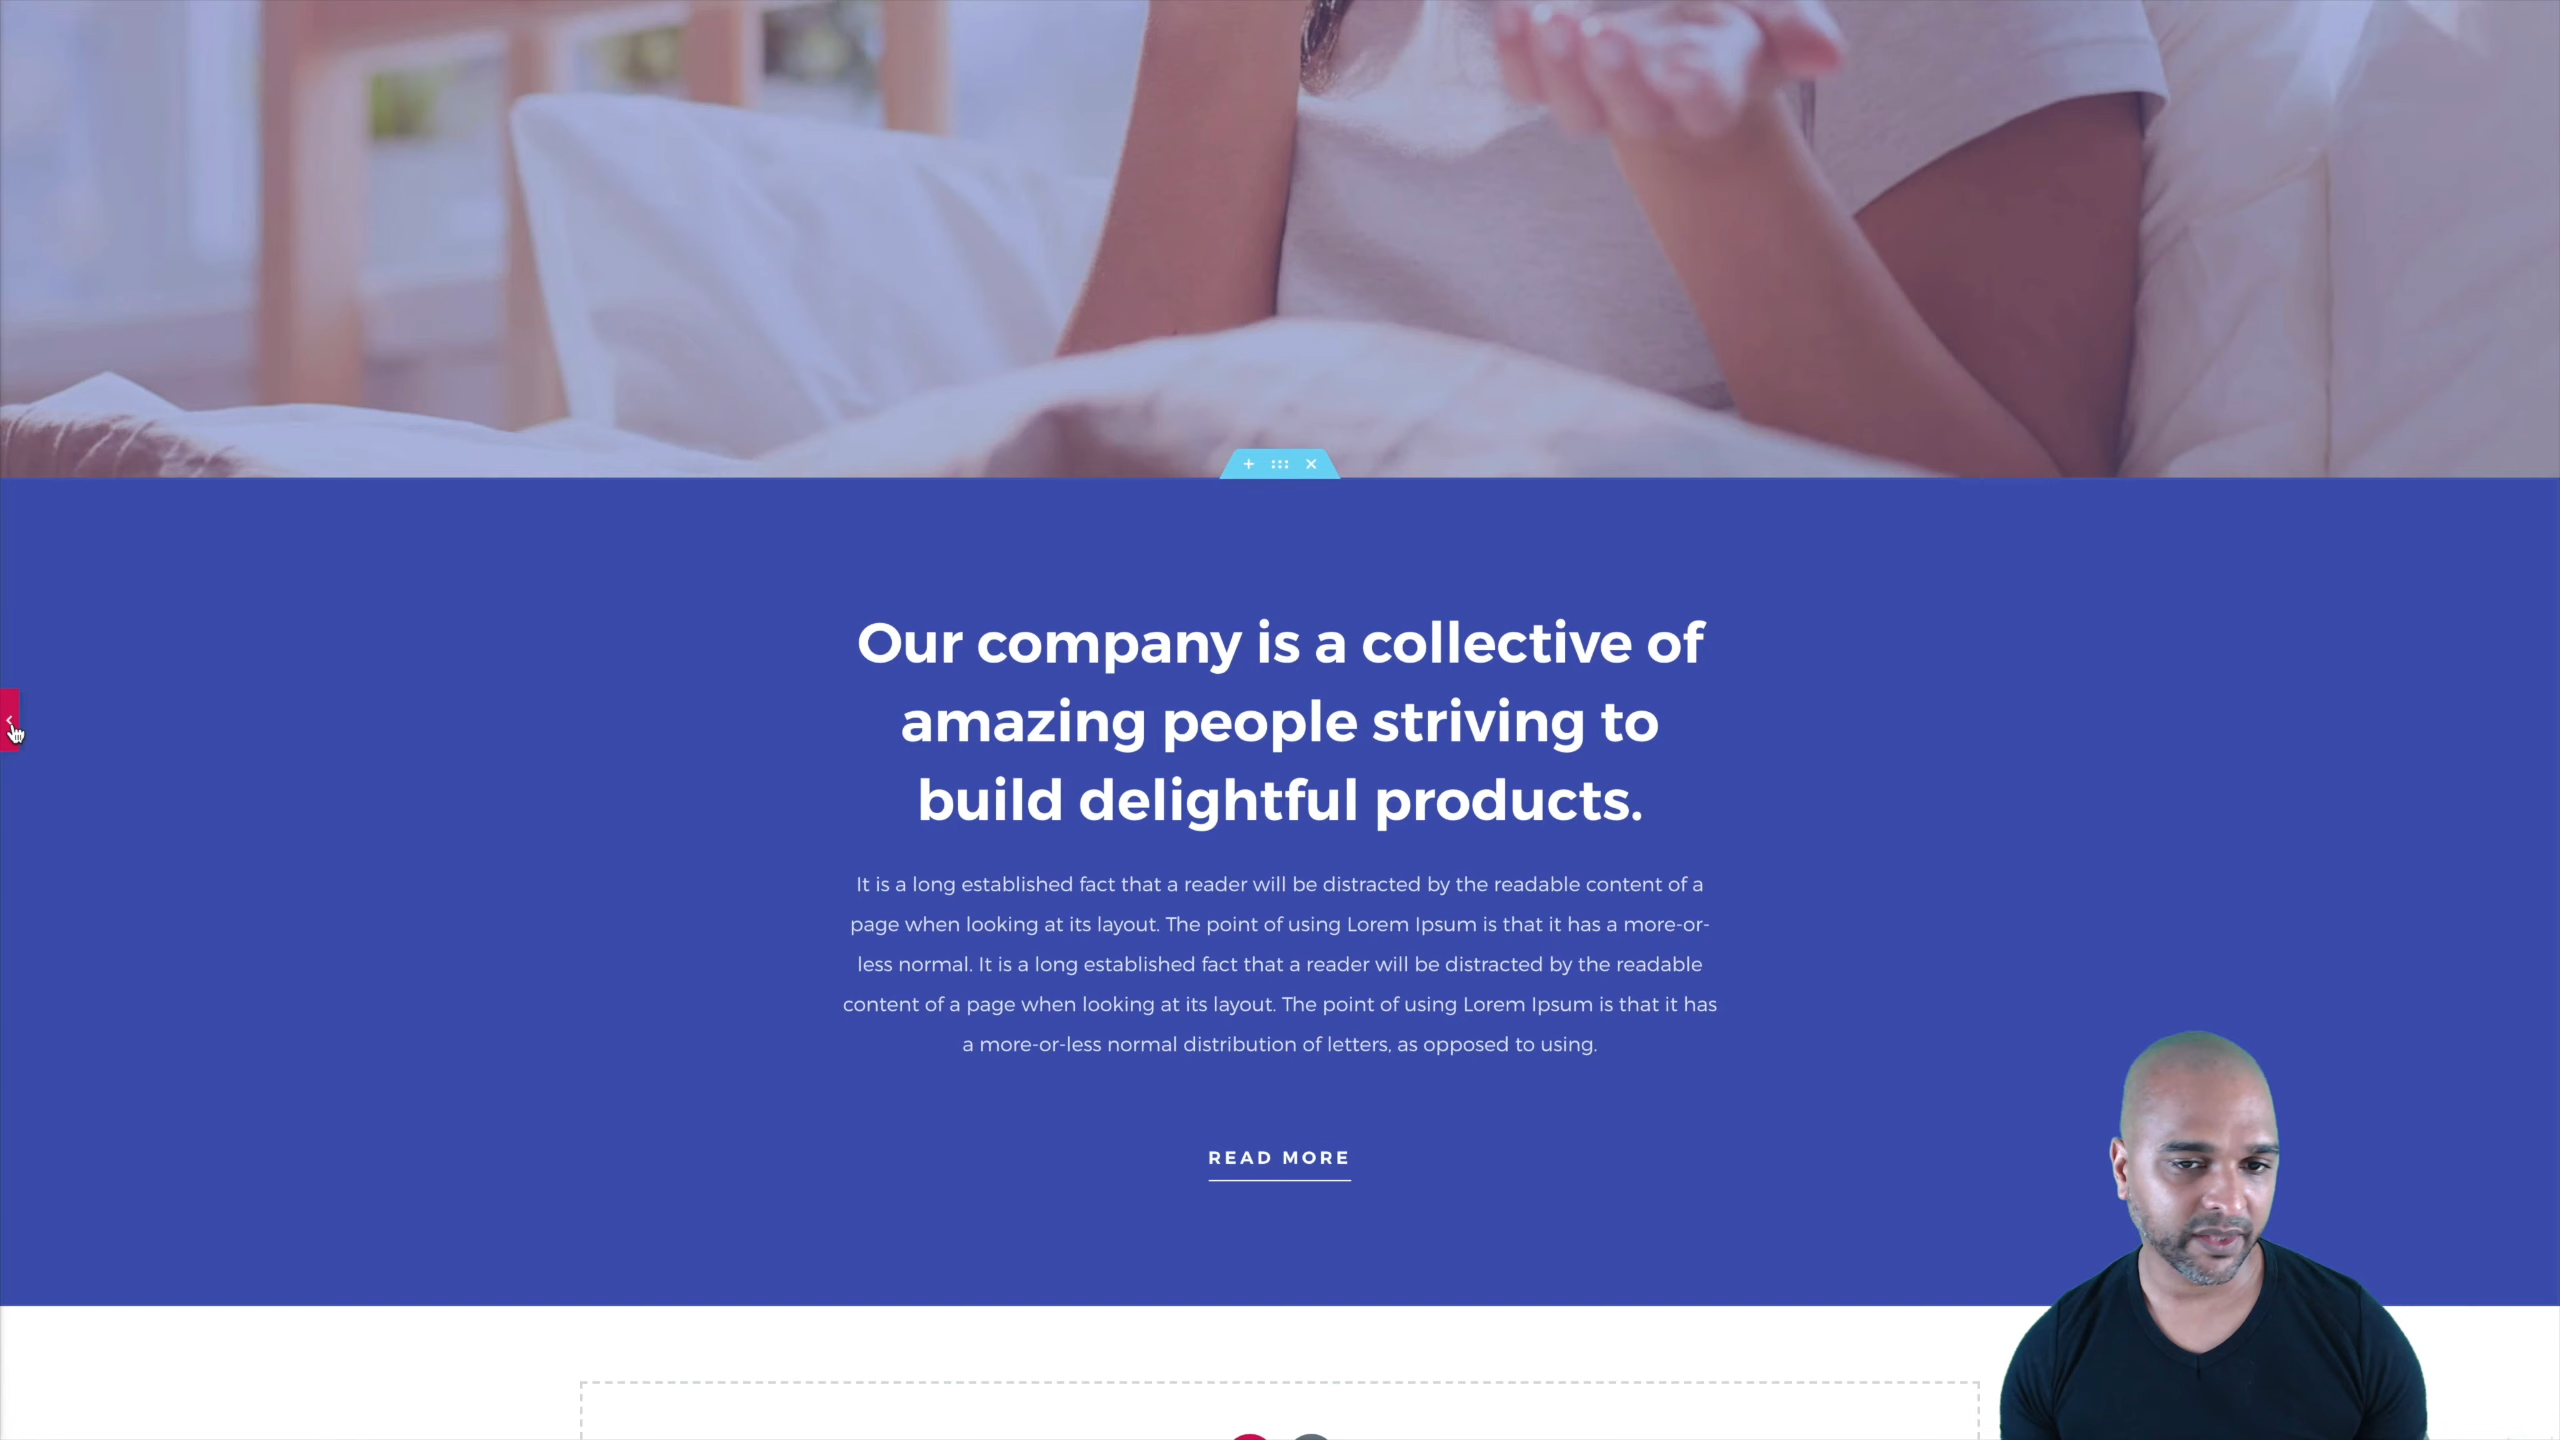 Our company is a collective of
amazing people striving to
build delightful products.
It is a long established fact that a reader will be distracted by the readable content of a
page when looking at its layout. The point of using Lorem Ipsum is that it has a more-or-
less normal. It is a long established fact that a reader will be distracted by the readable
content of a page when looking at its layout. The point of using Lorem Ipsum is that it has
a more-or-less normal distribution of letters, as opposed to using.
READ MORE